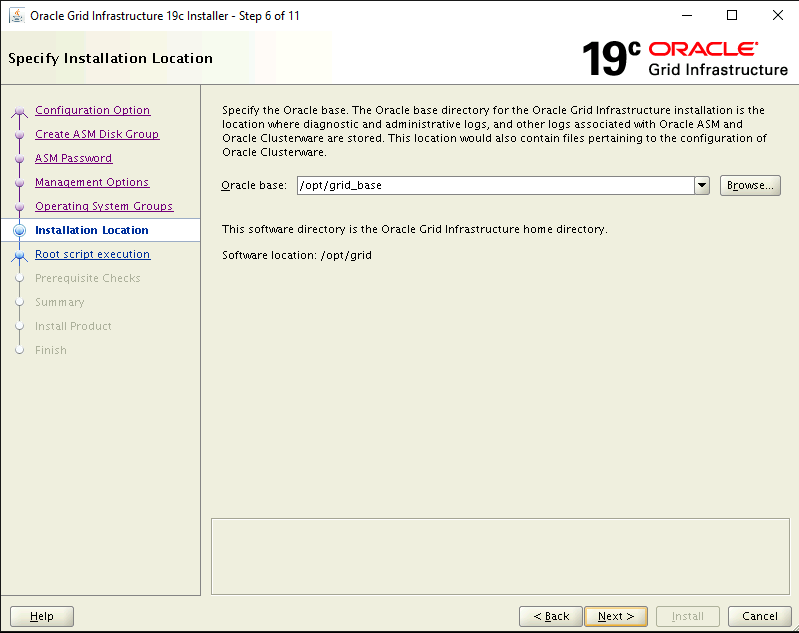 Oracle Grid Infrastructure 19c Installer - Step 6 of 11
Specify Installation Location
19c ORACLE
Grid Infrastructure
Configuration Option
Create ASM Disk Group
ASM Password
Management Options
Operating System Groups
Installation Location
Root script execution
Prerequisite Checks
Summary
Install Product
Finish
Specify the Oracle base. The Oracle base directory for the Oracle Grid Infrastructure installation is the
location where diagnostic and administrative logs, and other logs associated with Oracle ASM and
Oracle Clusterware are stored. This location would also contain files pertaining to the configuration of
Oracle Clusterware.
Oracle base: /opt/grid_base Browse...
This software directory is the Oracle Grid Infrastructure home directory.
Software location: /opt/grid
Help < Back Next > Install Cancel